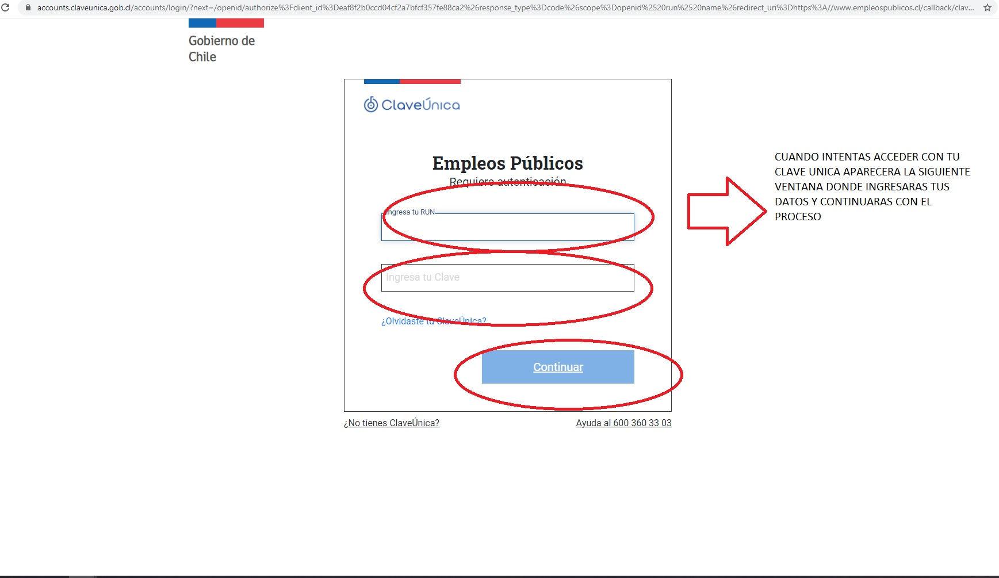 accounts.claveunica.gob.cl/accounts/login/?next=/openid/authorize%3Fclient_id%3Deaf8f2b0ccd04cf2a7bfcf357fe88ca2%26response_type%3Dcode%26scope%3Dopenid%2520run%2520name%26redirect_uri%3Dhttps%3A//www.empleospublicos.cl/callback/clav...
Gobierno de
Chile
ClaveÚnica
Empleos Públicos
Requiere autenticación
Ingresa tu RUN
Ingresa tu Clave
¿Olvidaste tu ClaveÚnica?
Continuar
¿No tienes ClaveÚnica?
Ayuda al 600 360 33 03
CUANDO INTENTAS ACCEDER CON TU
CLAVE UNICA APARECERA LA SIGUIENTE
VENTANA DONDE INGRESARAS TUS
DATOS Y CONTINUARAS CON EL
PROCESO